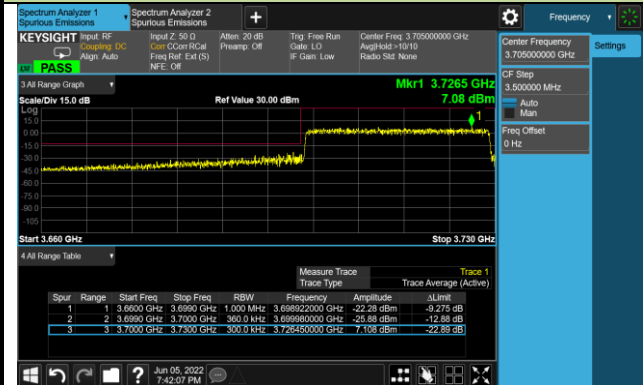 Spectrum Analyzer 1
Spurious Emissions
Spectrum Analyzer 2
Spurious Emissions
+
Frequency
KEYSIGHT
Input: RF
Coupling: DC
Align: Auto
PASS
Input Z: 50 Ω
Corr CCorr RCal
Freq Ref: Ext (S)
NFE: Off
Atten: 20 dB
Preamp: Off
Trig: Free Run
Gate: LO
IF Gain: Low
Center Freq: 3.705000000 GHz
Avg|Hold:>10/10
Radio Std: None
Center Frequency
3.705000000 GHz
Settings
CF Step
3.500000 MHz
Auto
Man
Freq Offset
0 Hz
3 All Range Graph
Mkr1 3.7265 GHz
Scale/Div 15.0 dB
Ref Value 30.00 dBm
7.08 dBm
Log
15.0
0.00
-15.0
-30.0
-45.0
-60.0
-75.0
-90.0
-105
1
Start 3.660 GHz
Stop 3.730 GHz
4 All Range Table
Measure Trace Trace 1
Trace Type Trace Average (Active)
Spur Range Start Freq Stop Freq RBW Frequency Amplitude ΔLimit
1 1 3.6600 GHz 3.6990 GHz 1.000 MHz 3.698922000 GHz -22.28 dBm -9.275 dB
2 2 3.6990 GHz 3.7000 GHz 360.0 kHz 3.699980000 GHz -25.88 dBm -12.88 dB
3 3 3.7000 GHz 3.7300 GHz 300.0 kHz 3.726450000 GHz 7.108 dBm -22.89 dB
?
Jun 05, 2022
7:42:07 PM